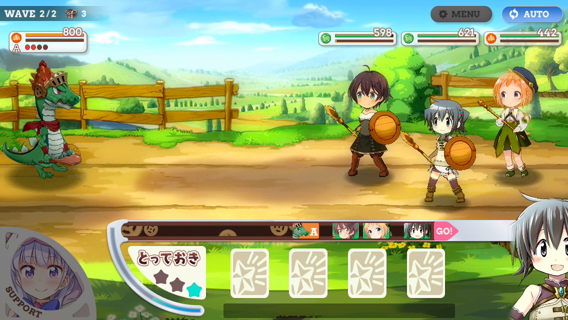 WAVE 2/2 3
MENU
AUTO
800
A
598
621
442
A
GO!
とっておき
SUPPORT